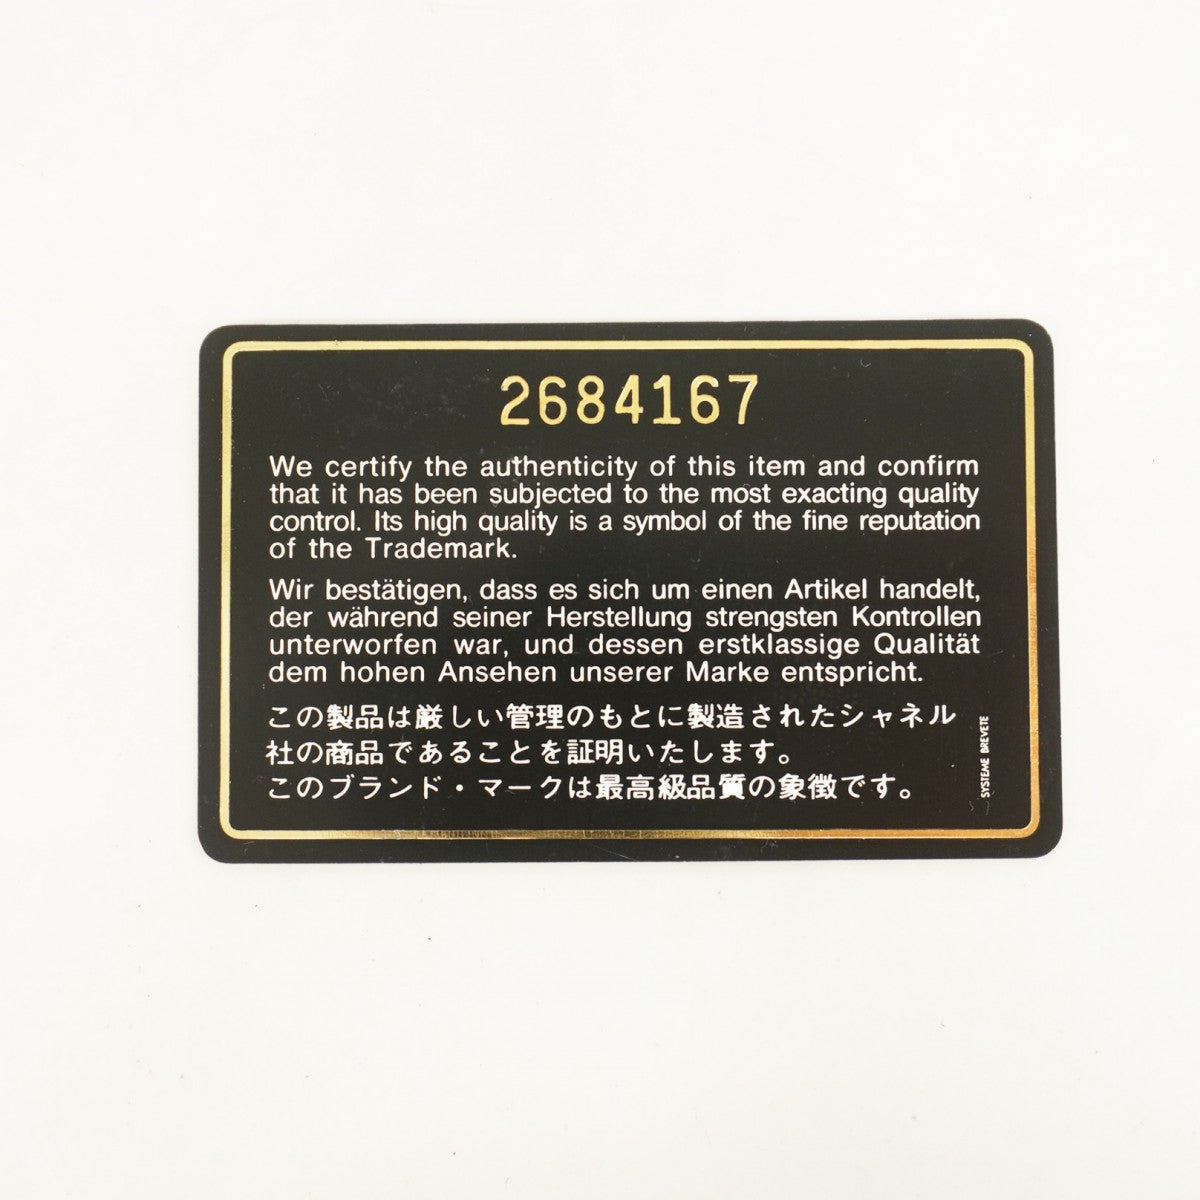 2684167
We certify the authenticity of this item and confirm
that it has been subjected to the most exacting quality
control. Its high quality is a symbol of the fine reputation
of the Trademark.
Wir bestätigen, dass es sich um einen Artikel handelt,
der während seiner Herstellung strengsten Kontrollen
unterworfen war, und dessen erstklassige Qualität
dem hohen Ansehen unserer Marke entspricht.
この製品は厳しい管理のもとに製造されたシャネル
社の商品であることを証明いたします。
このブランド・マークは最高級品質の象徴です。
SYSTEME BREVETE